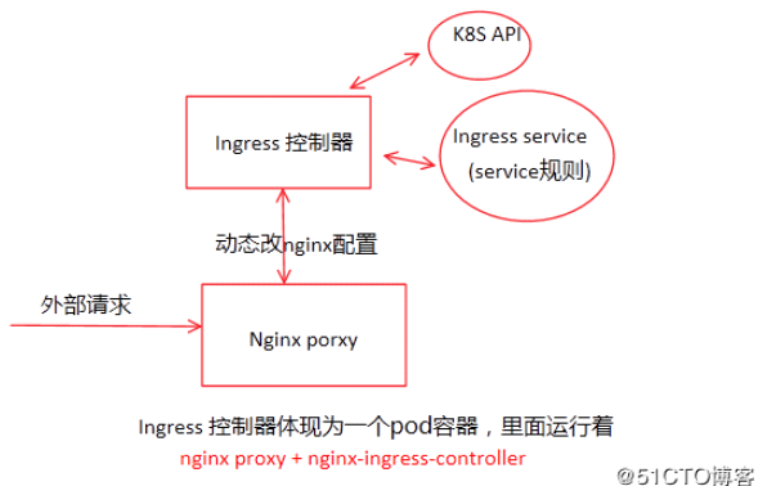 K8S API
Ingress 控制器
Ingress service
(service规则)
动态改nginx配置
外部请求
Nginx porxy
Ingress 控制器体现为一个pod容器，里面运行着
nginx proxy + nginx-ingress-controller
@51CTO博客